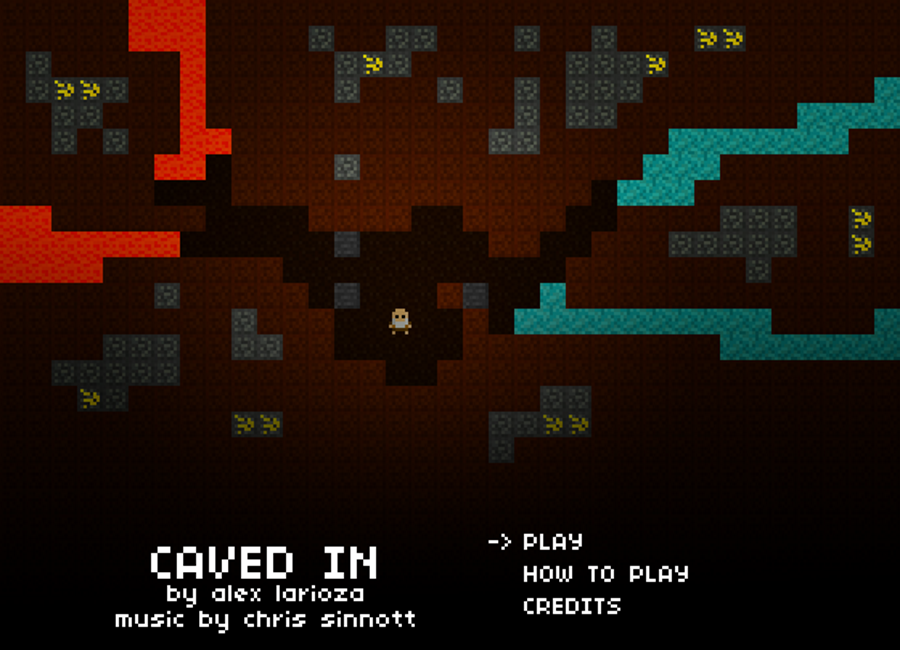 CAVED IN
by alex larioza
music by chris sinnott
-> PLAY
HOW TO PLAY
CREDITS